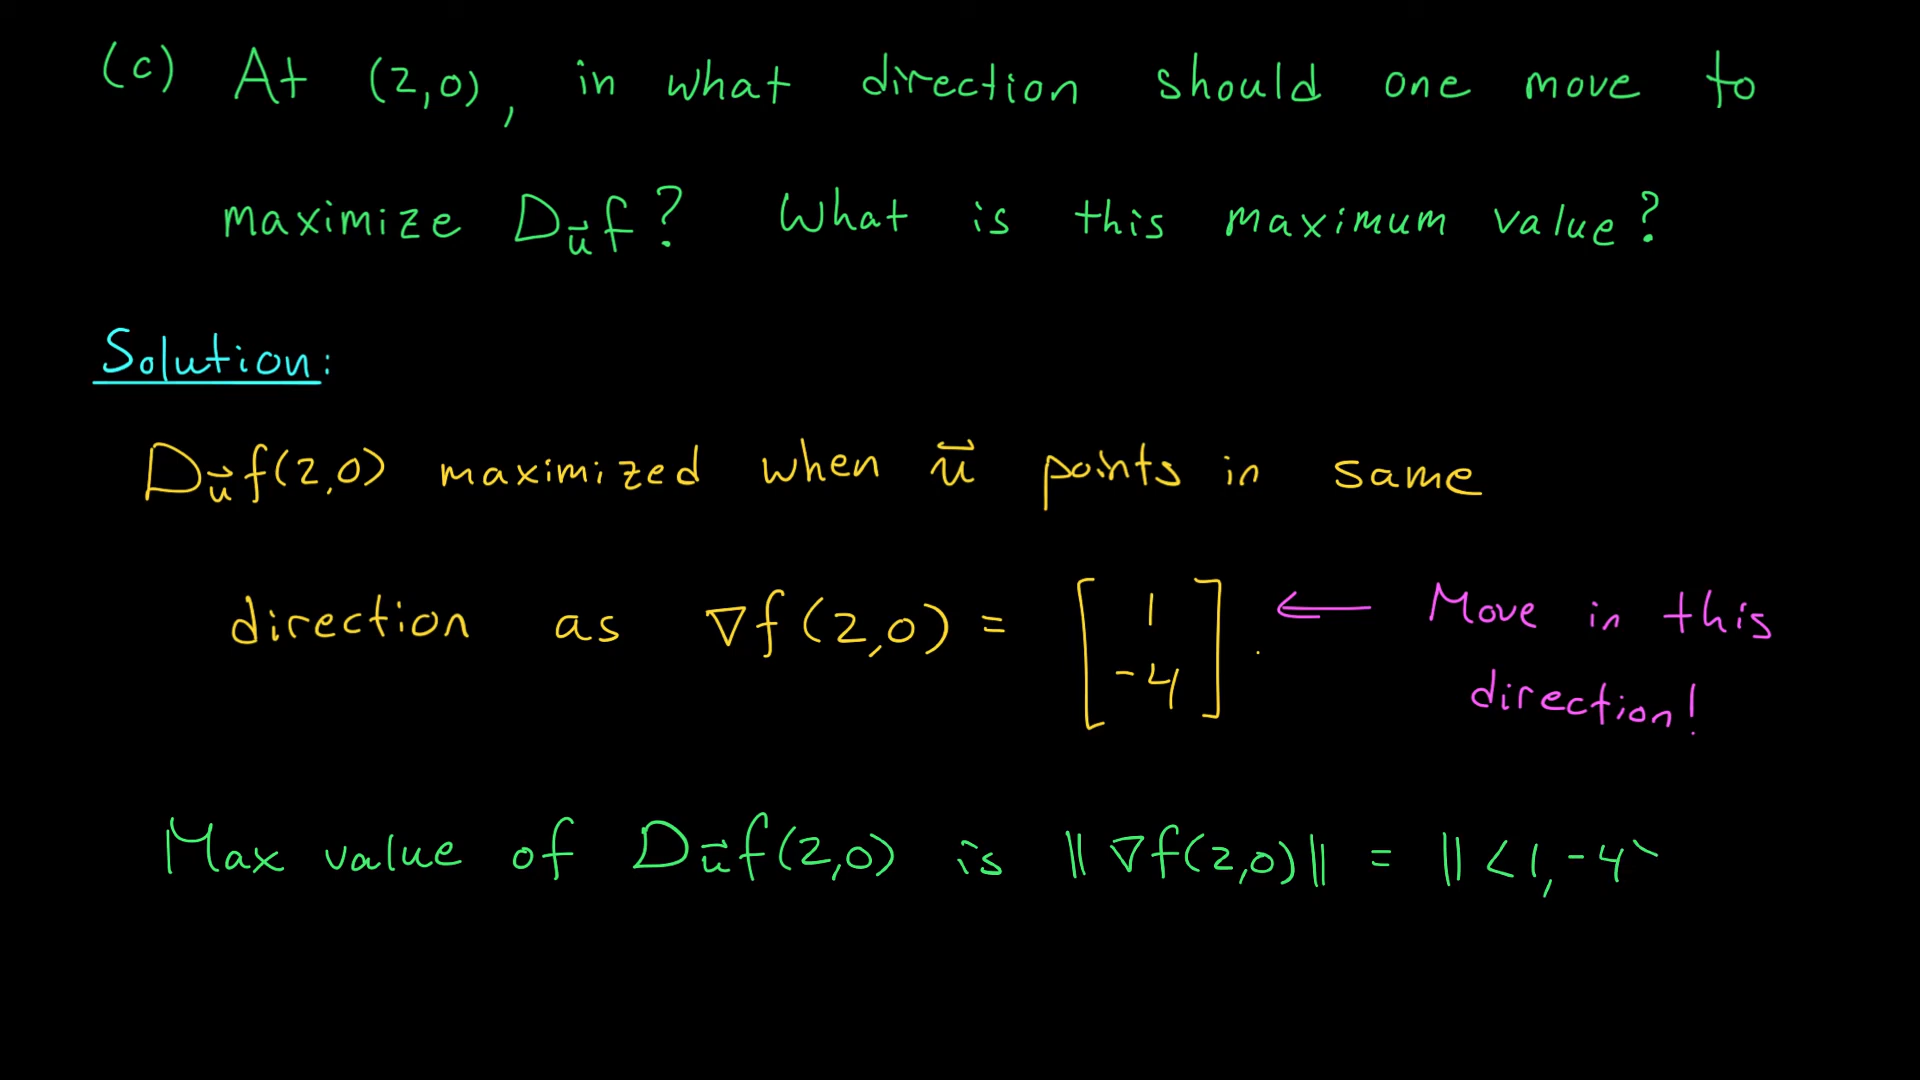 (c) At (2,0), in what direction should one move to
maximize D_u⃗ f? What is this maximum value?
Solution:
D_u⃗ f(2,0) maximized when u⃗ points in same
direction as ∇f(2,0) = [1 -4]. ⟸ Move in this
direction!
Max value of D_u⃗ f(2,0) is ‖∇f(2,0)‖ = ‖<1,-4